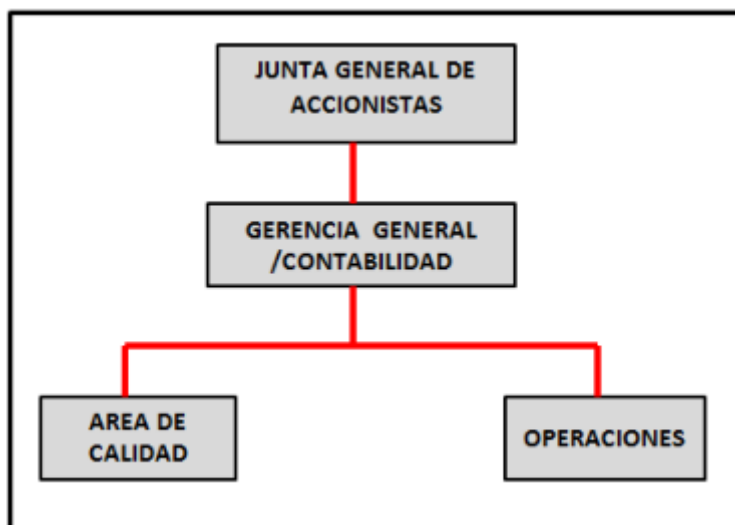 JUNTA GENERAL DE
ACCIONISTAS
GERENCIA GENERAL
/CONTABILIDAD
AREA DE
CALIDAD
OPERACIONES